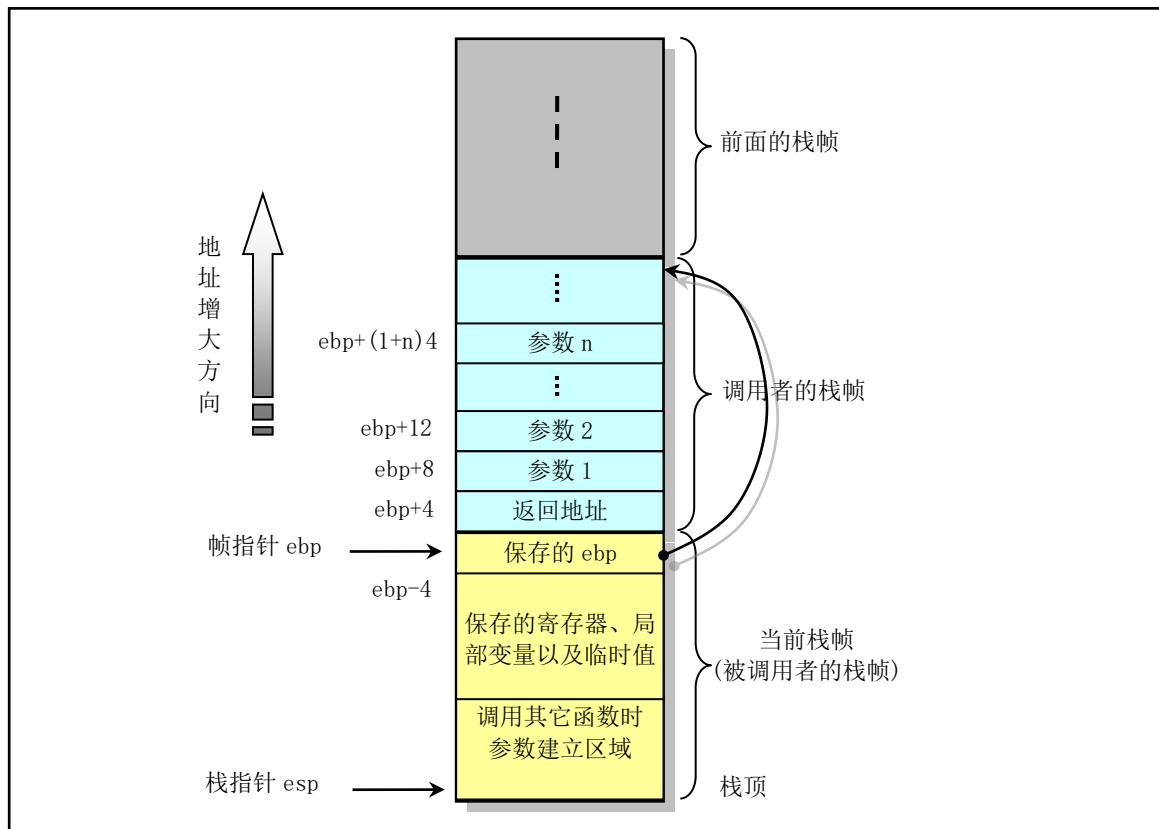 前面的栈帧
地址增大方向
ebp+(1+n)4
参数 n
调用者的栈帧
ebp+12
参数 2
ebp+8
参数 1
ebp+4
返回地址
帧指针 ebp
保存的 ebp
ebp-4
保存的寄存器、局
部变量以及临时值
当前栈帧
(被调用者的栈帧)
调用其它函数时
参数建立区域
栈指针 esp
栈顶